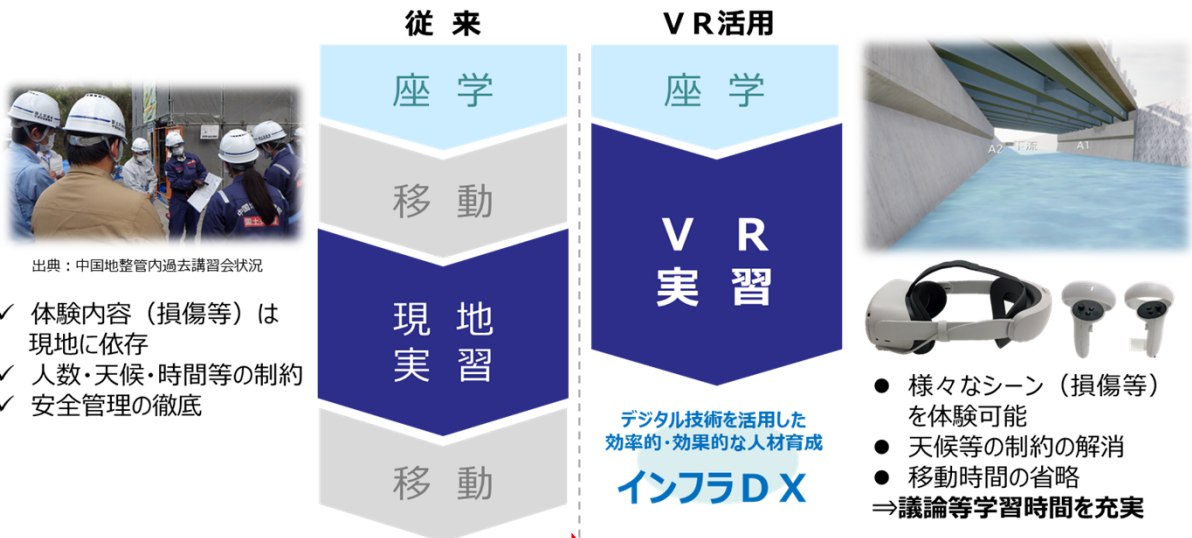 従 来
座 学
移 動
現 地
実 習
移 動
出典：中国地整管内過去講習会状況
✓ 体験内容（損傷等）は
現地に依存
✓ 人数・天候・時間等の制約
✓ 安全管理の徹底
ＶＲ活用
座 学
Ｖ Ｒ
実 習
デジタル技術を活用した
効率的・効果的な人材育成
インフラＤＸ
A2
A1
● 様々なシーン（損傷等）
を体験可能
● 天候等の制約の解消
● 移動時間の省略
⇒議論等学習時間を充実